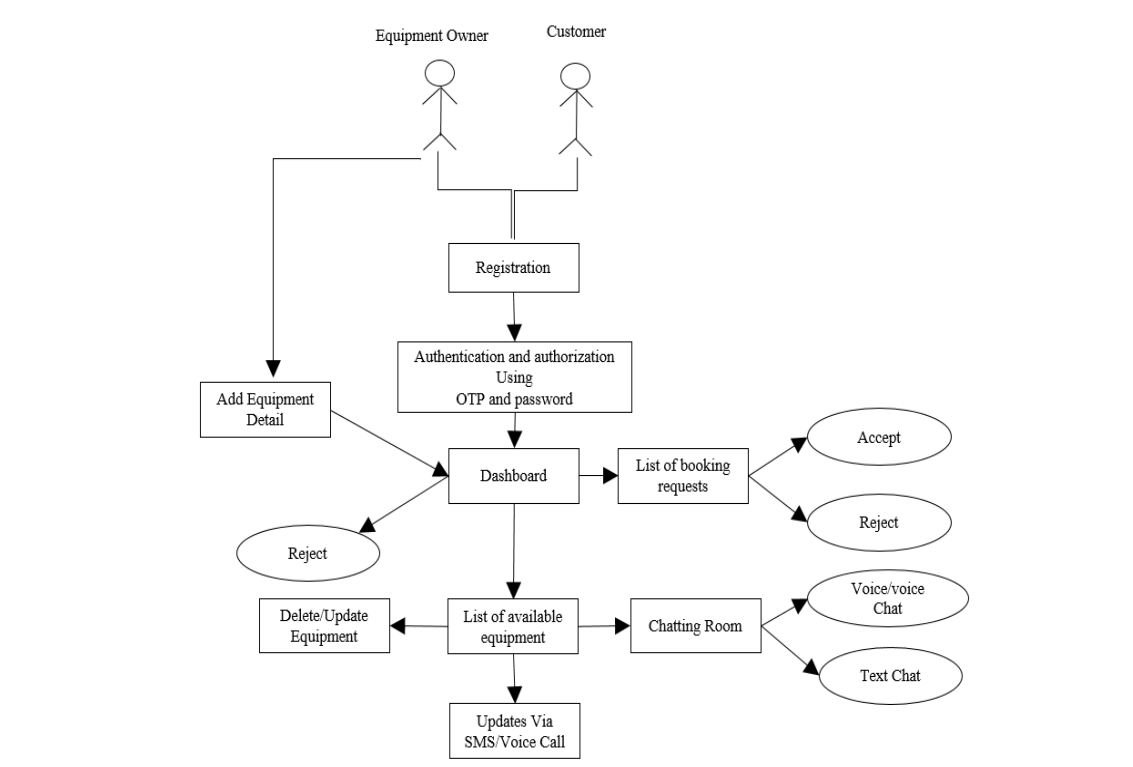 Equipment Owner
Customer
Registration
Authentication and authorization
Using
OTP and password
Add Equipment
Detail
Dashboard
List of booking
requests
Accept
Reject
Reject
Delete/Update
Equipment
List of available
equipment
Chatting Room
Voice/voice
Chat
Text Chat
Updates Via
SMS/Voice Call